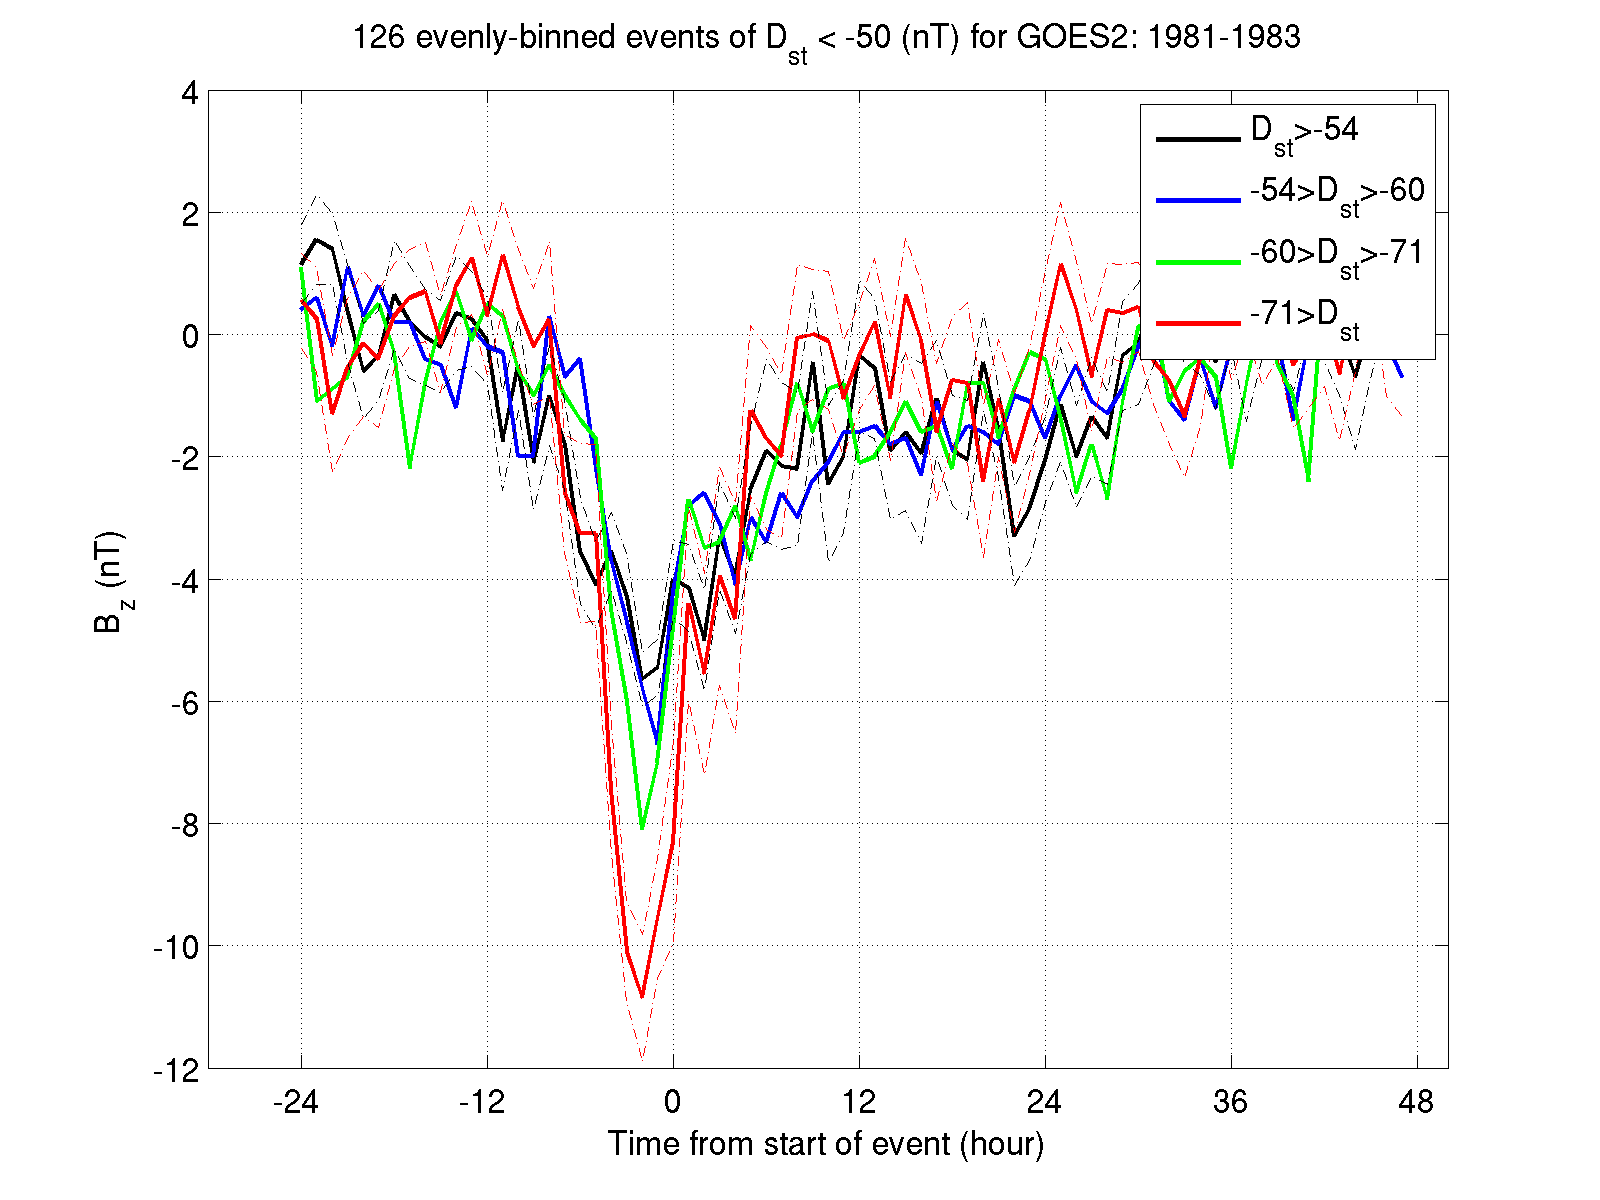 126 evenly-binned events of Dst < -50 (nT) for GOES2: 1981-1983
4
2
0
-2
-4
-6
-8
-10
-12
Bz (nT)
Dst>-54
-54>Dst>-60
-60>Dst>-71
-71>Dst
-24 -12 0 12 24 36 48
Time from start of event (hour)